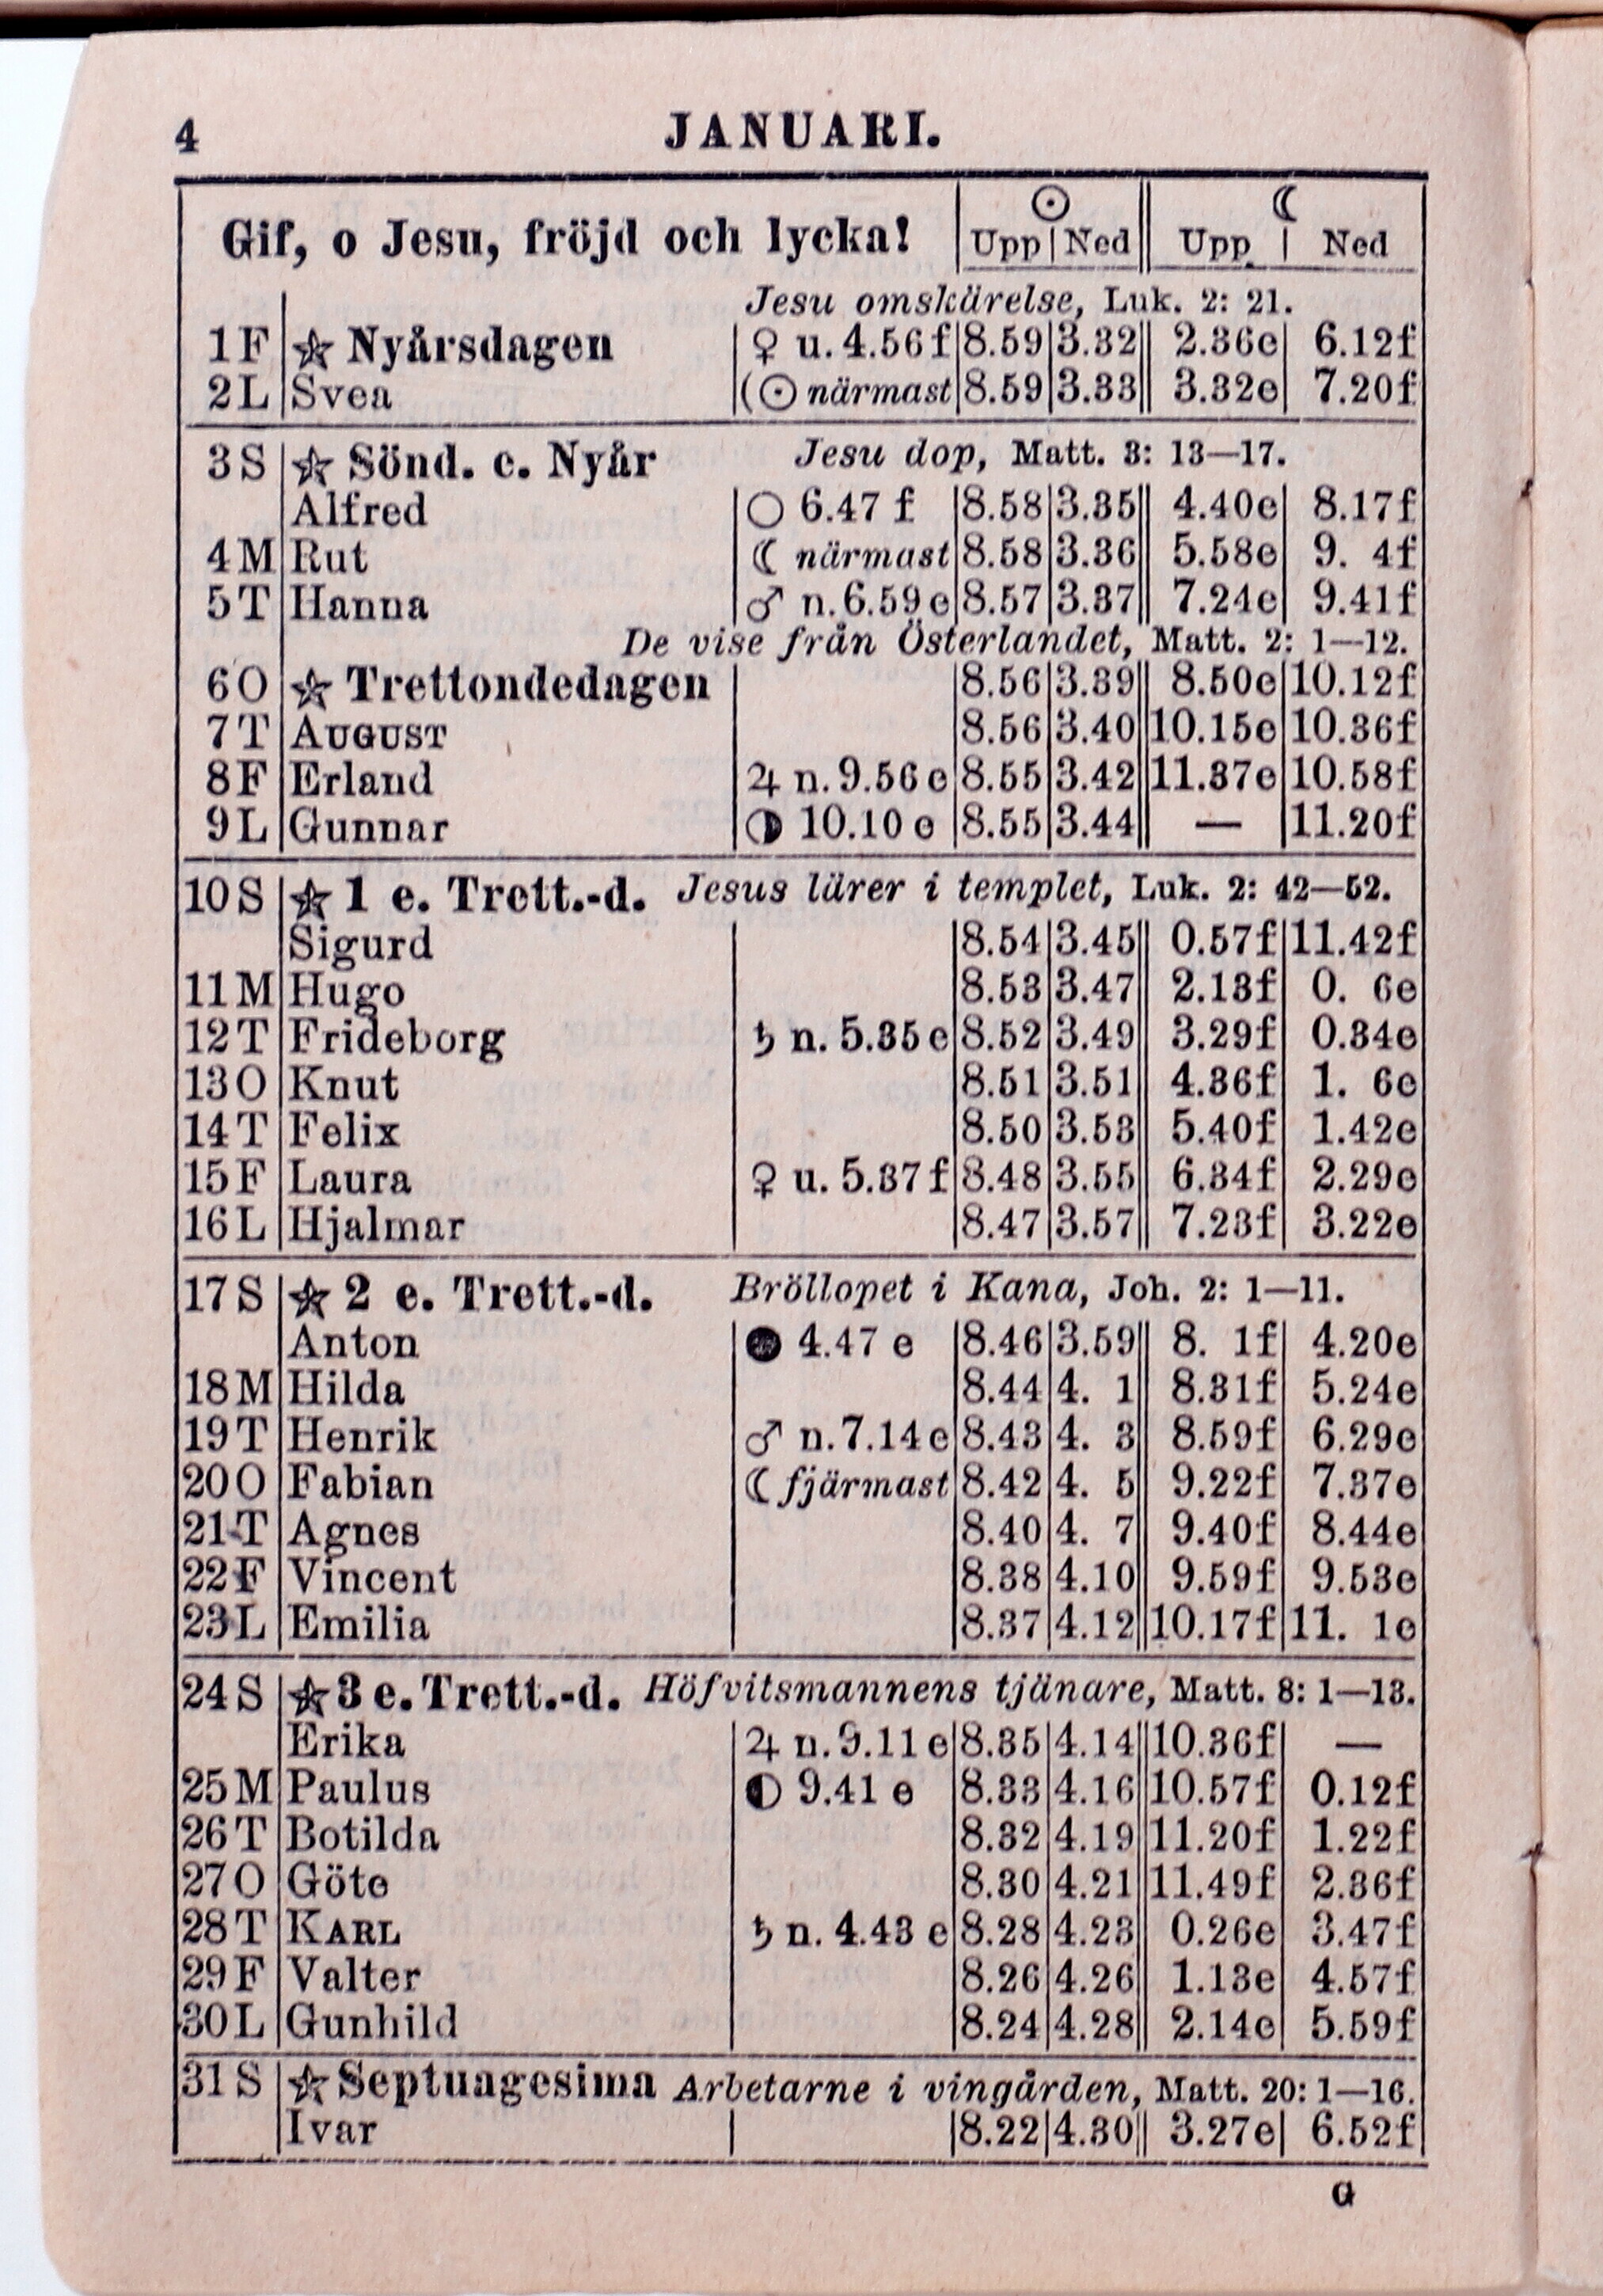 4 JANUARI.
Gif, o Jesu, fröjd och lycka! ☉ ☾
Upp | Ned Upp | Ned
Jesu omskärelse, Luk. 2: 21.
1 F ☆ Nyårsdagen ♀ u. 4.56 f 8.59 3.32 2.36e 6.12f
2 L Svea (☉ närmast 8.59 3.33 3.32e 7.20f
3 S ☆ Sönd. e. Nyår Jesu dop, Matt. 3: 13—17.
Alfred ○ 6.47 f 8.58 3.35 4.40e 8.17f
4 M Rut ☾ närmast 8.58 3.36 5.58e 9. 4f
5 T Hanna ♂ n. 6.59 e 8.57 3.37 7.24e 9.41f
De vise från Österlandet, Matt. 2: 1—12.
6 O ☆ Trettondedagen 8.56 3.39 8.50e 10.12f
7 T AUGUST 8.56 3.40 10.15e 10.36f
8 F Erland ♃ n. 9.56 e 8.55 3.42 11.37e 10.58f
9 L Gunnar ◑ 10.10 e 8.55 3.44 — 11.20f
10 S ☆ 1 e. Trett.-d. Jesus lärer i templet, Luk. 2: 42—52.
Sigurd 8.54 3.45 0.57f 11.42f
11 M Hugo 8.53 3.47 2.13f 0. 6e
12 T Frideborg ♄ n. 5.35 e 8.52 3.49 3.29f 0.34e
13 O Knut 8.51 3.51 4.36f 1. 6e
14 T Felix 8.50 3.53 5.40f 1.42e
15 F Laura ♀ u. 5.37 f 8.48 3.55 6.34f 2.29e
16 L Hjalmar 8.47 3.57 7.23f 3.22e
17 S ☆ 2 e. Trett.-d. Bröllopet i Kana, Joh. 2: 1—11.
Anton ● 4.47 e 8.46 3.59 8. 1f 4.20e
18 M Hilda 8.44 4. 1 8.31f 5.24e
19 T Henrik ♂ n. 7.14 e 8.43 4. 3 8.59f 6.29e
20 O Fabian ☾ fjärmast 8.42 4. 5 9.22f 7.37e
21 T Agnes 8.40 4. 7 9.40f 8.44e
22 F Vincent 8.38 4.10 9.59f 9.53e
23 L Emilia 8.37 4.12 10.17f 11. 1e
24 S ☆ 3 e. Trett.-d. Höfvitsmannens tjänare, Matt. 8: 1—13.
Erika ♃ n. 9.11 e 8.35 4.14 10.36f —
25 M Paulus ◐ 9.41 e 8.33 4.16 10.57f 0.12f
26 T Botilda 8.32 4.19 11.20f 1.22f
27 O Göte 8.30 4.21 11.49f 2.36f
28 T KARL ♄ n. 4.43 e 8.28 4.23 0.26e 3.47f
29 F Valter 8.26 4.26 1.13e 4.57f
30 L Gunhild 8.24 4.28 2.14e 5.59f
31 S ☆ Septuagesima Arbetarne i vingården, Matt. 20: 1—16.
Ivar 8.22 4.30 3.27e 6.52f
G